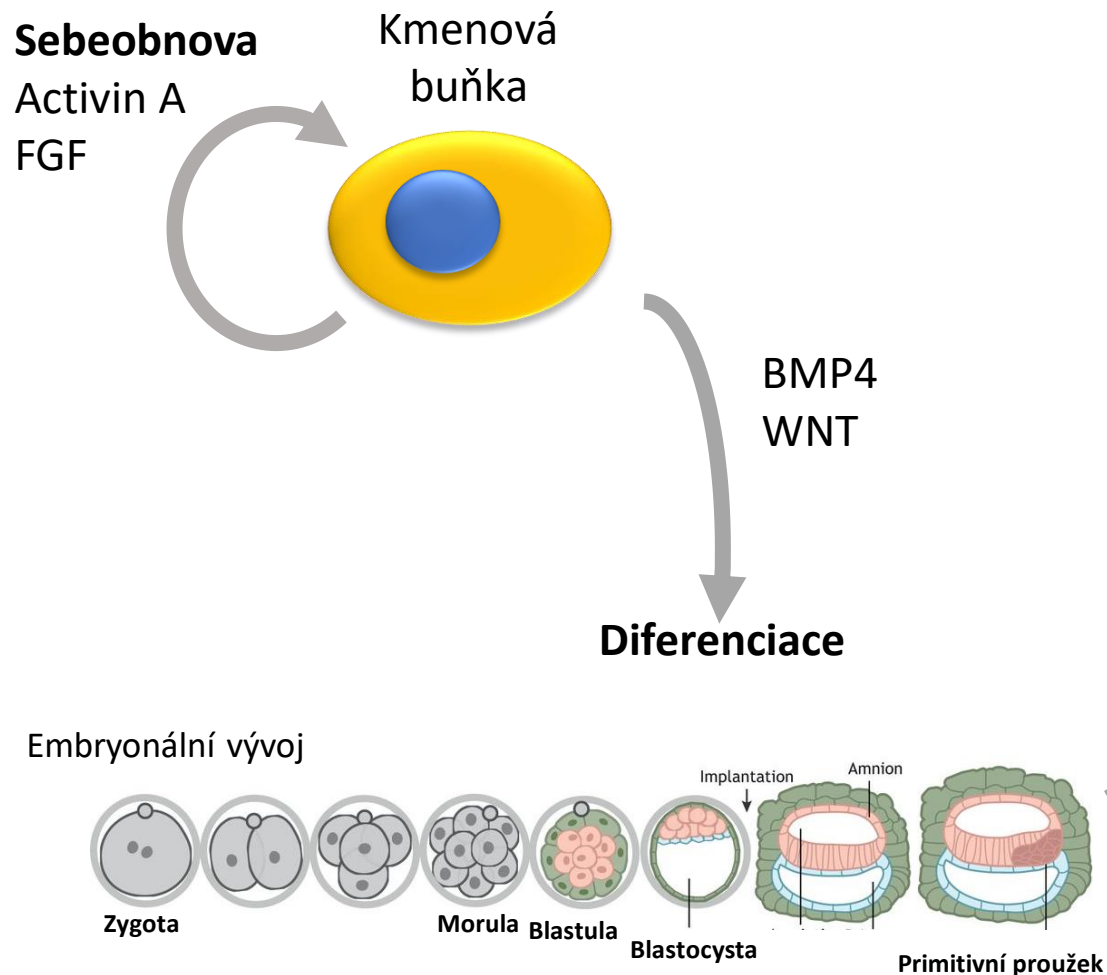 Sebeobnova
Activin A
FGF
Kmenová
buňka
BMP4
WNT
Diferenciace
Embryonální vývoj
Implantation
Amnion
Zygota
Morula
Blastula
Blastocysta
Primitivní proužek